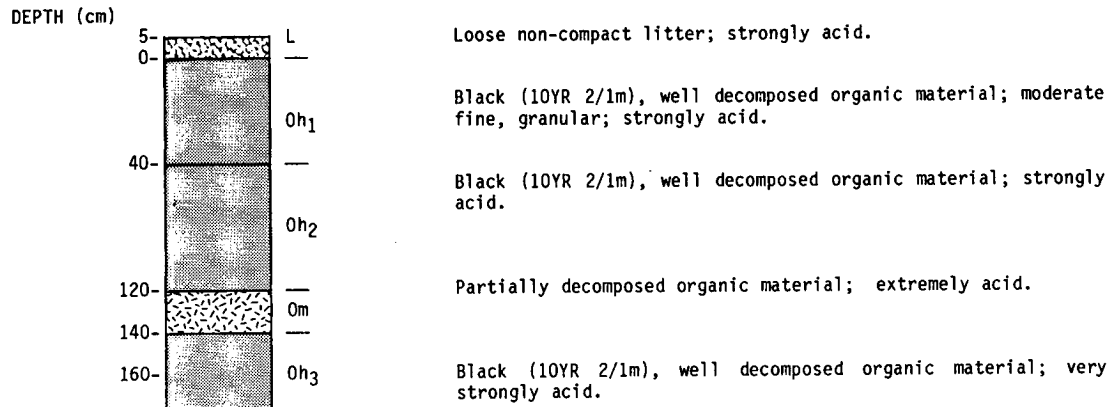 DEPTH (cm)
5- L Loose non-compact litter; strongly acid.
0-
Black (10YR 2/1m), well decomposed organic material; moderate
Oh1 fine, granular; strongly acid.
40-
Black (10YR 2/1m), well decomposed organic material; strongly
acid.
Oh2
120- Partially decomposed organic material; extremely acid.
Om
140-
160- Oh3 Black (10YR 2/1m), well decomposed organic material; very
strongly acid.